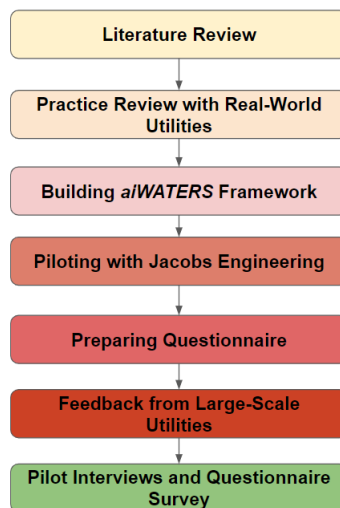 Literature Review
Practice Review with Real-World
Utilities
Building aiWATERS Framework
Piloting with Jacobs Engineering
Preparing Questionnaire
Feedback from Large-Scale
Utilities
Pilot Interviews and Questionnaire
Survey